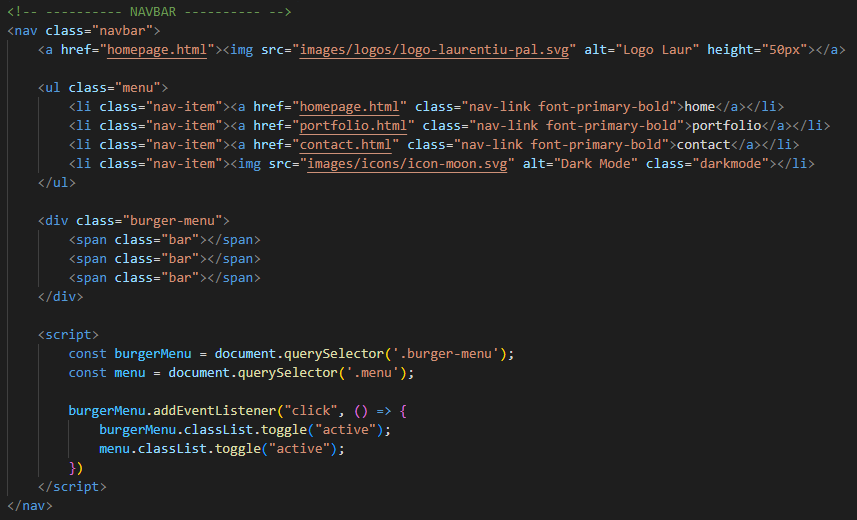 <!-- ---------- NAVBAR ---------- -->
<nav class="navbar">
    <a href="homepage.html"><img src="images/logos/logo-laurentiu-pal.svg" alt="Logo Laur" height="50px"></a>

    <ul class="menu">
        <li class="nav-item"><a href="homepage.html" class="nav-link font-primary-bold">home</a></li>
        <li class="nav-item"><a href="portfolio.html" class="nav-link font-primary-bold">portfolio</a></li>
        <li class="nav-item"><a href="contact.html" class="nav-link font-primary-bold">contact</a></li>
        <li class="nav-item"><img src="images/icons/icon-moon.svg" alt="Dark Mode" class="darkmode"></li>
    </ul>

    <div class="burger-menu">
        <span class="bar"></span>
        <span class="bar"></span>
        <span class="bar"></span>
    </div>

    <script>
        const burgerMenu = document.querySelector('.burger-menu');
        const menu = document.querySelector('.menu');

        burgerMenu.addEventListener("click", () => {
            burgerMenu.classList.toggle("active");
            menu.classList.toggle("active");
        })
    </script>
</nav>